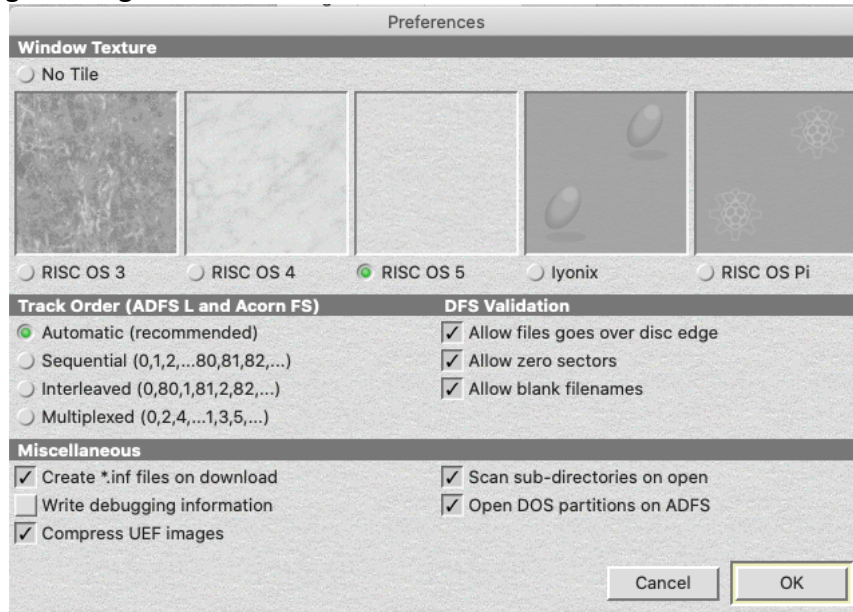 Preferences
Window Texture
No Tile
RISC OS 3 RISC OS 4 RISC OS 5 Iyonix RISC OS Pi
Track Order (ADFS L and Acorn FS) DFS Validation
Automatic (recommended) Allow files goes over disc edge
Sequential (0,1,2,...80,81,82,...) Allow zero sectors
Interleaved (0,80,1,81,2,82,...) Allow blank filenames
Multiplexed (0,2,4,...1,3,5,...)
Miscellaneous
Create *.inf files on download Scan sub-directories on open
Write debugging information Open DOS partitions on ADFS
Compress UEF images
Cancel OK